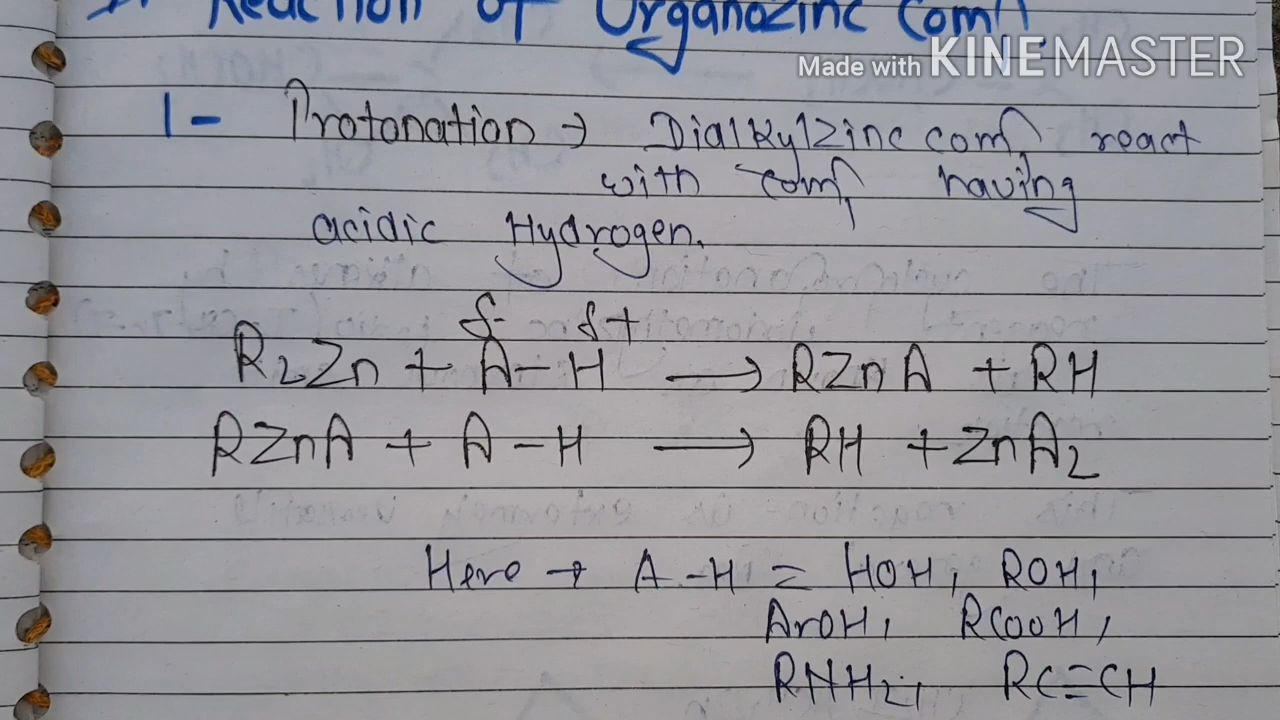 Reaction of Organozinc Comp.
Made with KINEMASTER
1- Protonation → Dialkylzinc comp. react
with comp. having
acidic Hydrogen.
δ- δ+
R₂Zn + A-H ⟶ RZnA + RH
RZnA + A-H ⟶ RH + ZnA₂
Here → A-H = HOH, ROH,
ArOH, RCOOH,
RNH₂, RC≡CH